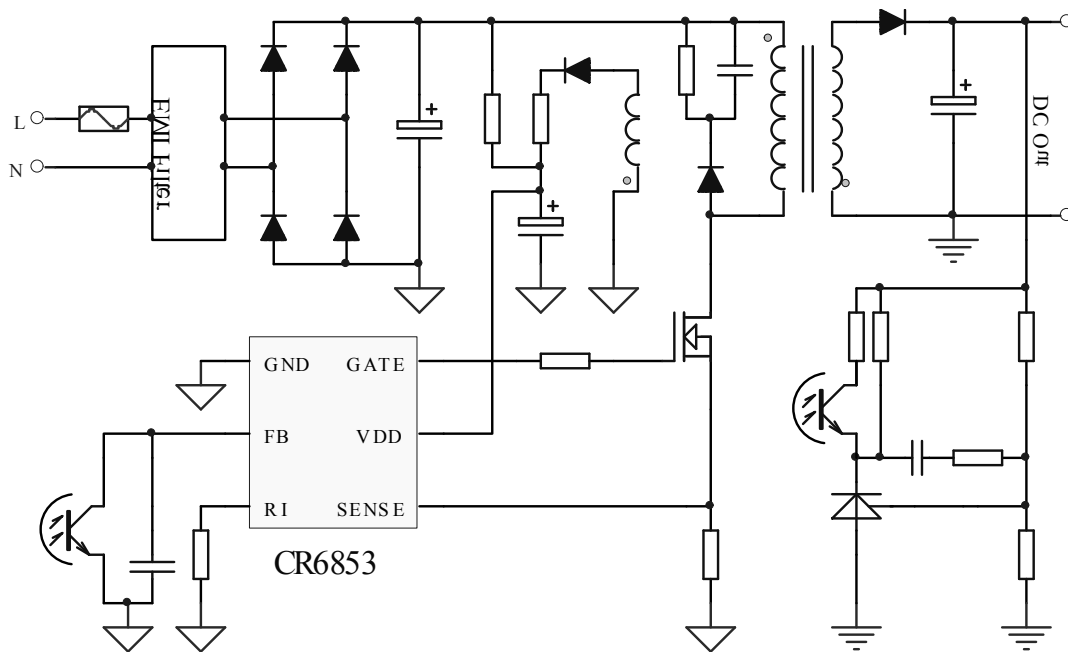 L
N
EMI Filter
DC Out
GND
GATE
FB
VDD
RI
SENSE
CR6853